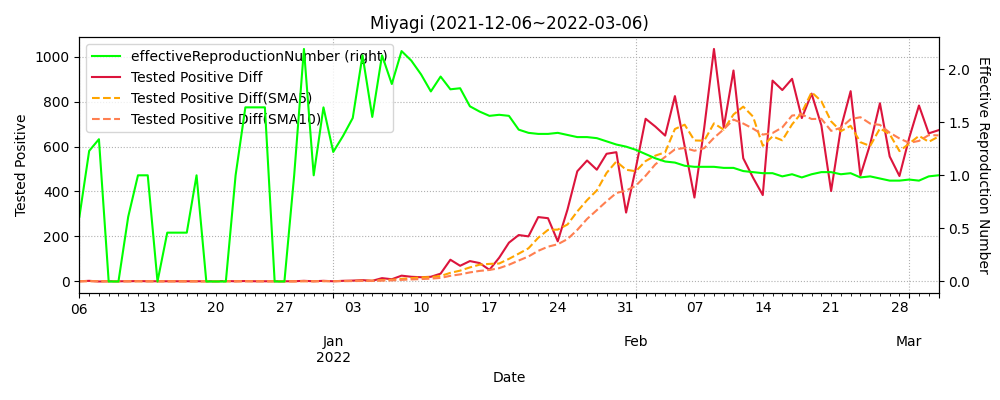 Miyagi (2021-12-06~2022-03-06)
effectiveReproductionNumber (right)
Tested Positive Diff
Tested Positive Diff(SMA5)
Tested Positive Diff(SMA10)
Tested Positive
1000
800
600
400
200
0
Effective Reproduction Number
2.0
1.5
1.0
0.5
0.0
06 13 20 27 03 10 17 24 31 07 14 21 28
Jan Feb Mar
2022
Date